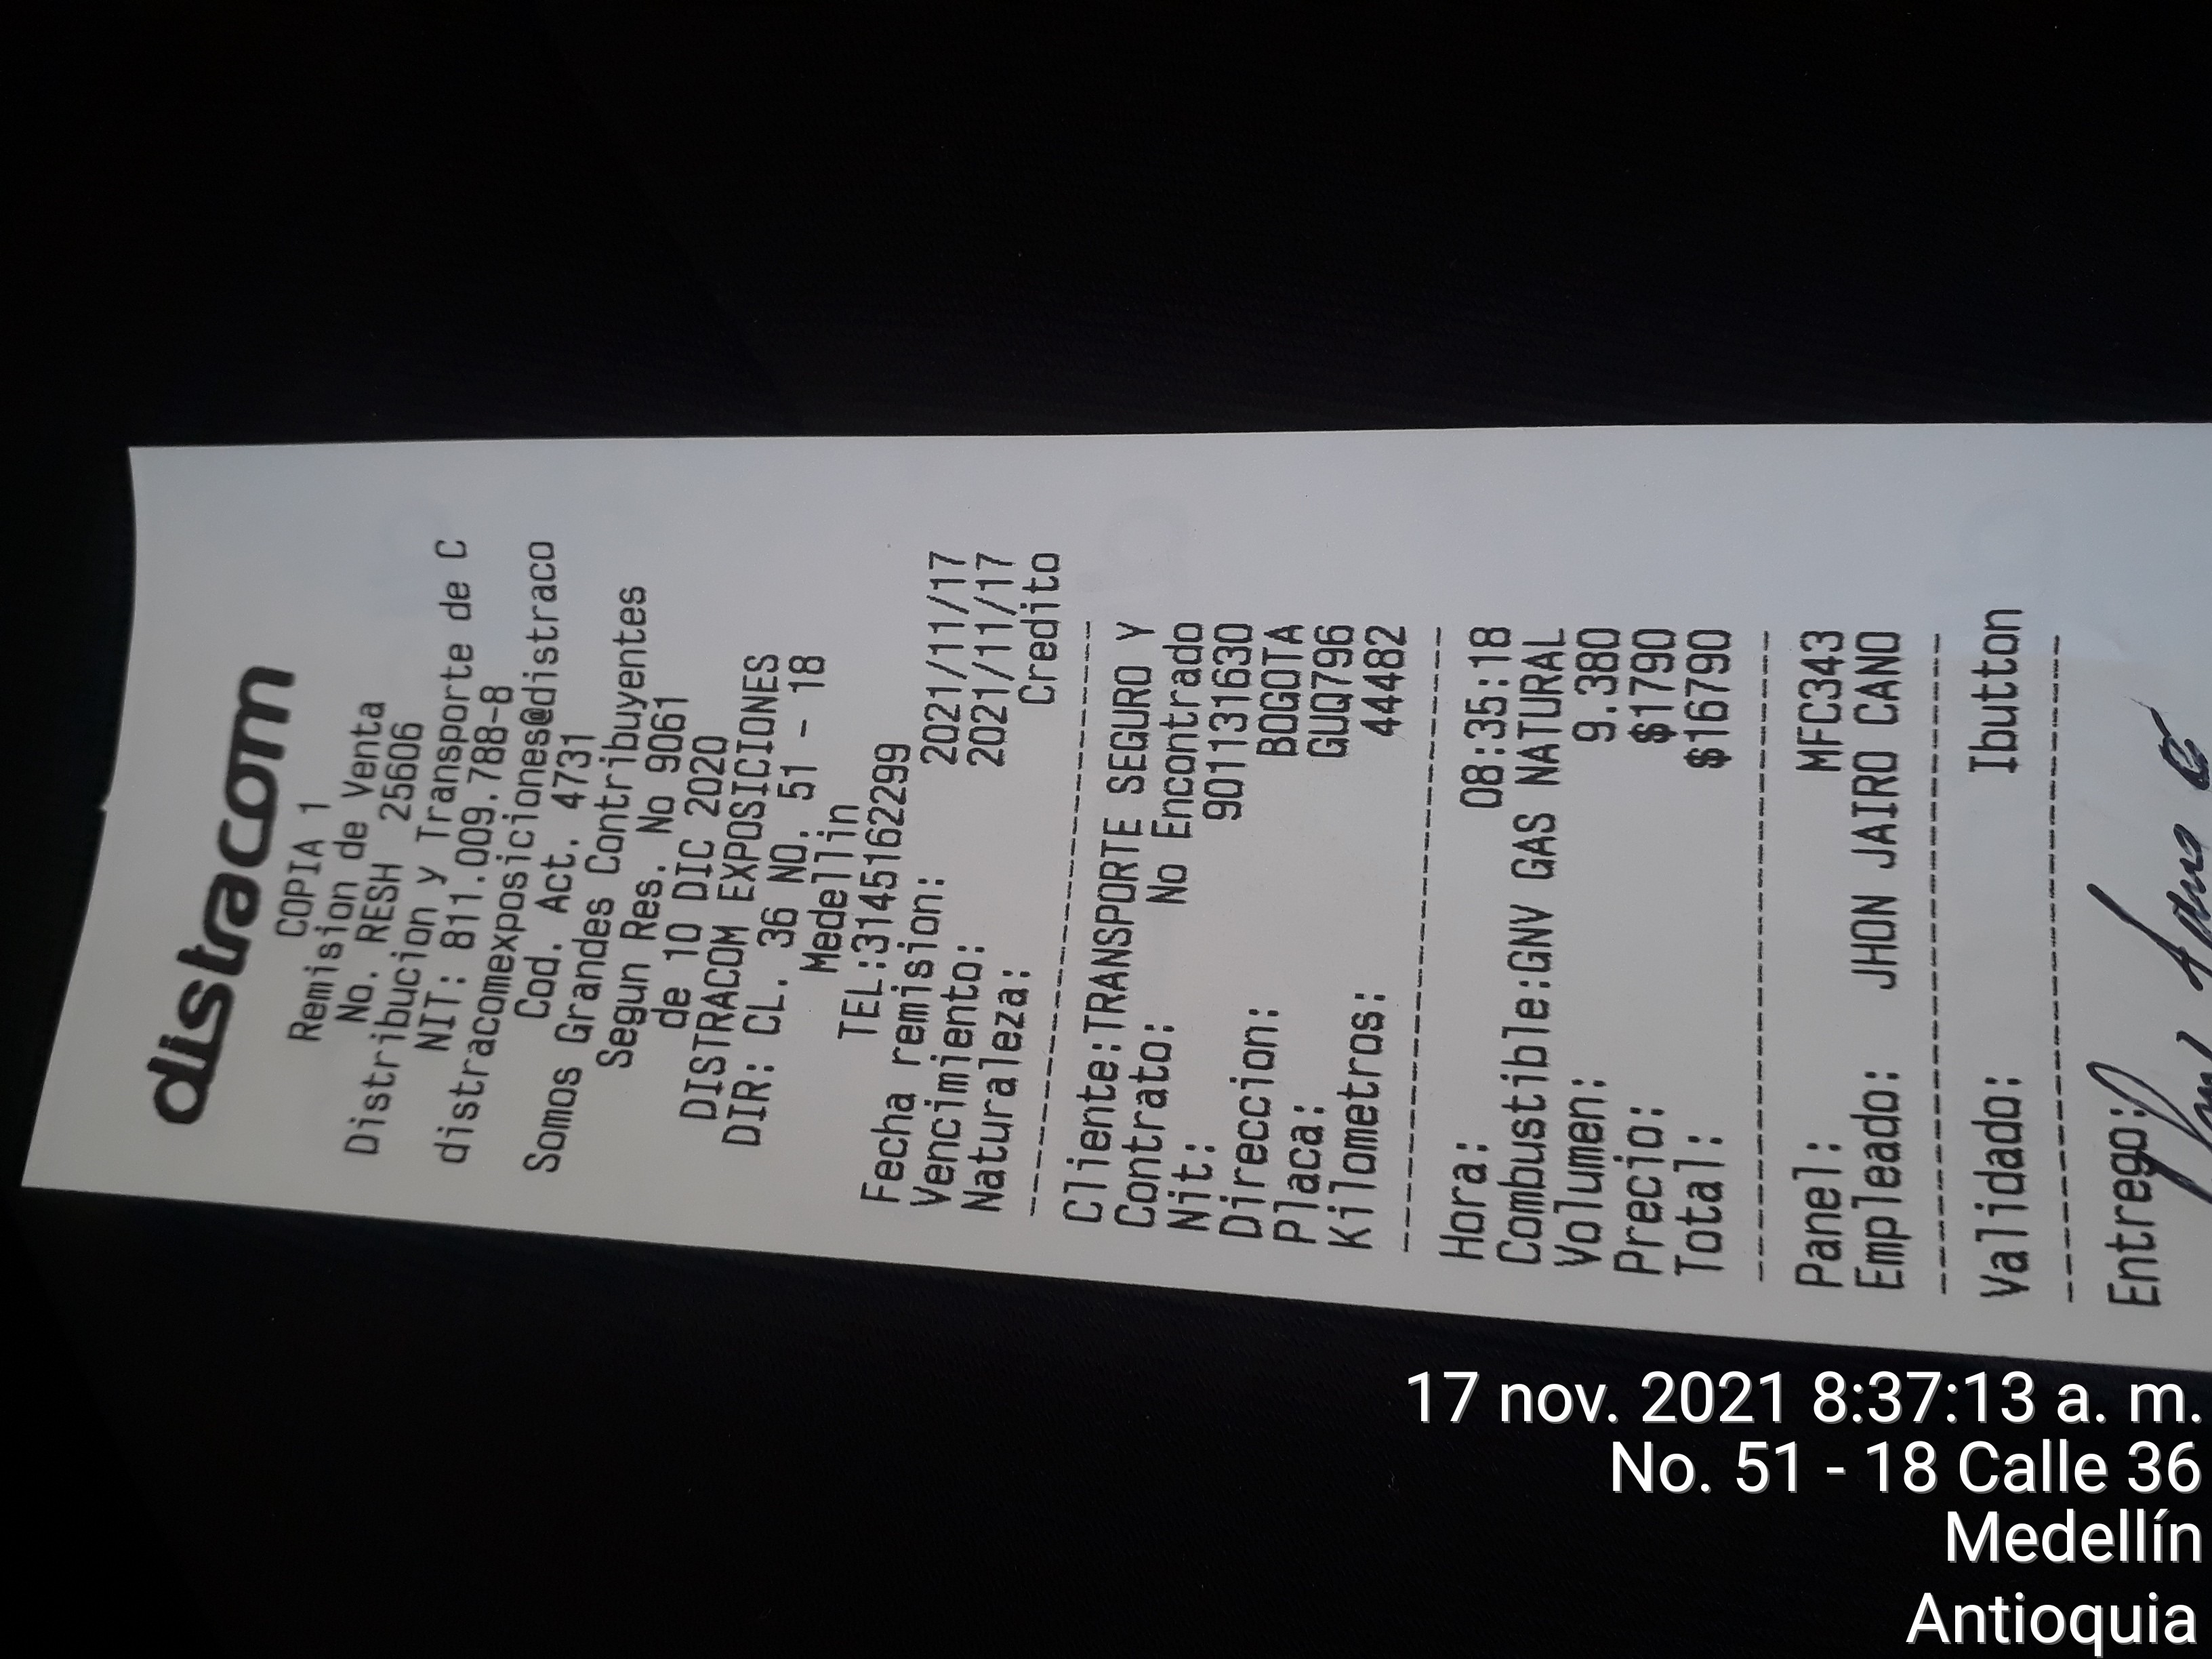 distracom
COPIA 1
Remision de Venta
No. RESH 25606
Distribucion y Transporte de C
NIT: 811.009.788-8
distracomexposiciones@distraco
Cod. Act. 4731
Somos Grandes Contribuyentes
Segun Res. No 9061
de 10 DIC 2020
DISTRACOM EXPOSICIONES
DIR: CL. 36 NO. 51 - 18
Medellin
TEL:3145162299
Fecha remision: 2021/11/17
Vencimiento: 2021/11/17
Naturaleza: Credito
Cliente:TRANSPORTE SEGURO Y
Contrato: No Encontrado
Nit: 901131630
Direccion: BOGOTA
Placa: GUQ796
Kilometros: 44482
Hora: 08:35:18
Combustible:GNV GAS NATURAL
Volumen: 9.380
Precio: $1790
Total: $16790
Panel: MFC343
Empleado: JHON JAIRO CANO
Validado: Ibutton
Entrego:
17 nov. 2021 8:37:13 a. m.
No. 51 - 18 Calle 36
Medellín
Antioquia